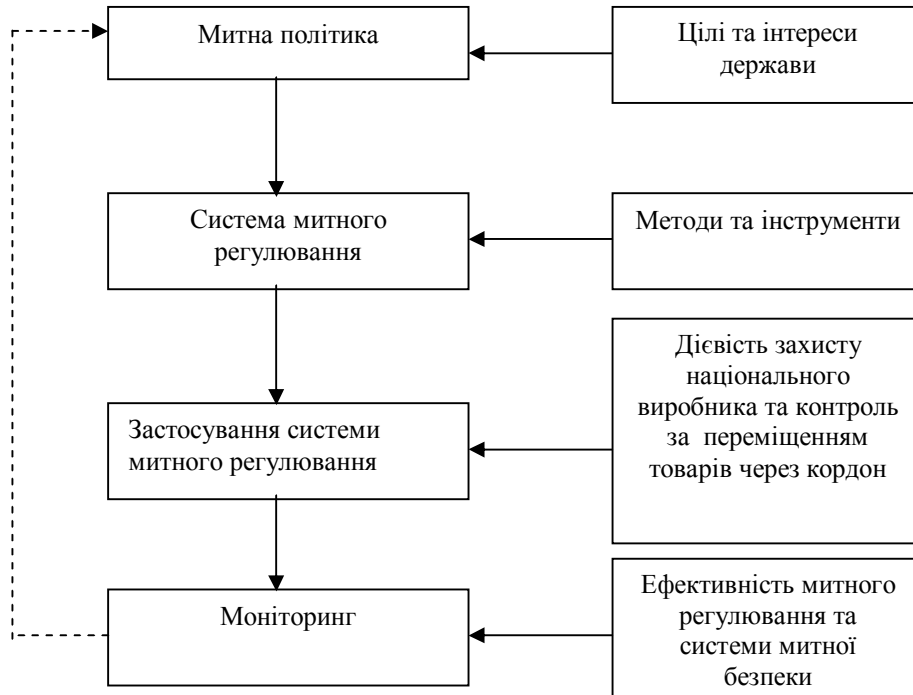 Митна політика
Цілі та інтереси
держави
Система митного
регулювання
Методи та інструменти
Застосування системи
митного регулювання
Дієвість захисту
національного
виробника та контроль
за переміщенням
товарів через кордон
Моніторинг
Ефективність митного
регулювання та
системи митної
безпеки